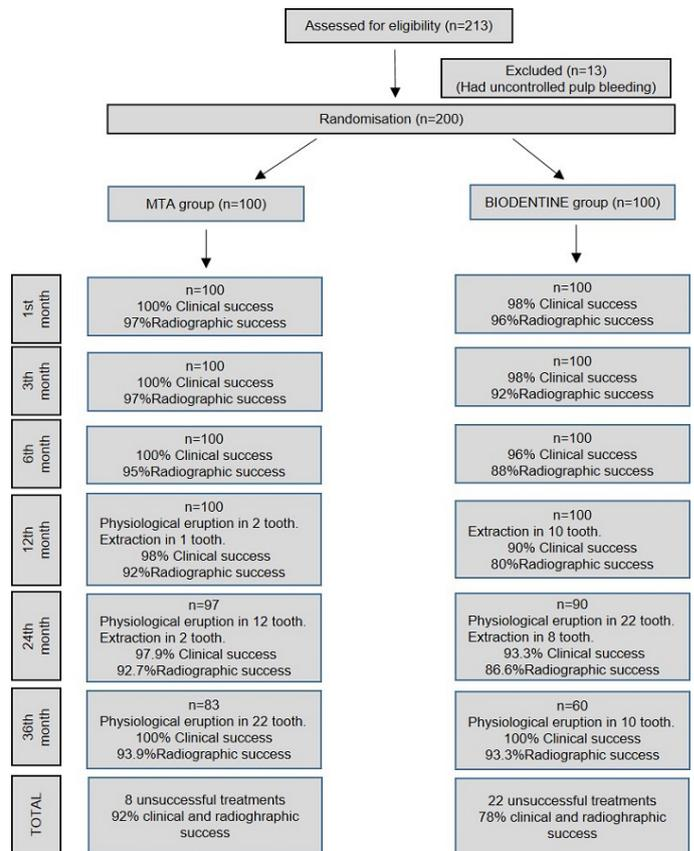 Assessed for eligibility (n=213)
Excluded (n=13)
(Had uncontrolled pulp bleeding)
Randomisation (n=200)
MTA group (n=100)
BIODENTINE group (n=100)
1st
month
n=100
100% Clinical success
97%Radiographic success
n=100
98% Clinical success
96%Radiographic success
3th
month
n=100
100% Clinical success
97%Radiographic success
n=100
98% Clinical success
92%Radiographic success
6th
month
n=100
100% Clinical success
95%Radiographic success
n=100
96% Clinical success
88%Radiographic success
12th
month
n=100
Physiological eruption in 2 tooth.
Extraction in 1 tooth.
98% Clinical success
92%Radiographic success
n=100
Extraction in 10 tooth.
90% Clinical success
80%Radiographic success
24th
month
n=97
Physiological eruption in 12 tooth.
Extraction in 2 tooth.
97.9% Clinical success
92.7%Radiographic success
n=90
Physiological eruption in 22 tooth.
Extraction in 8 tooth.
93.3% Clinical success
86.6%Radiographic success
36th
month
n=83
Physiological eruption in 22 tooth.
100% Clinical success
93.9%Radiographic success
n=60
Physiological eruption in 10 tooth.
100% Clinical success
93.3%Radiographic success
TOTAL
8 unsuccessful treatments
92% clinical and radioghraphic
success
22 unsuccessful treatments
78% clinical and radioghraphic
success